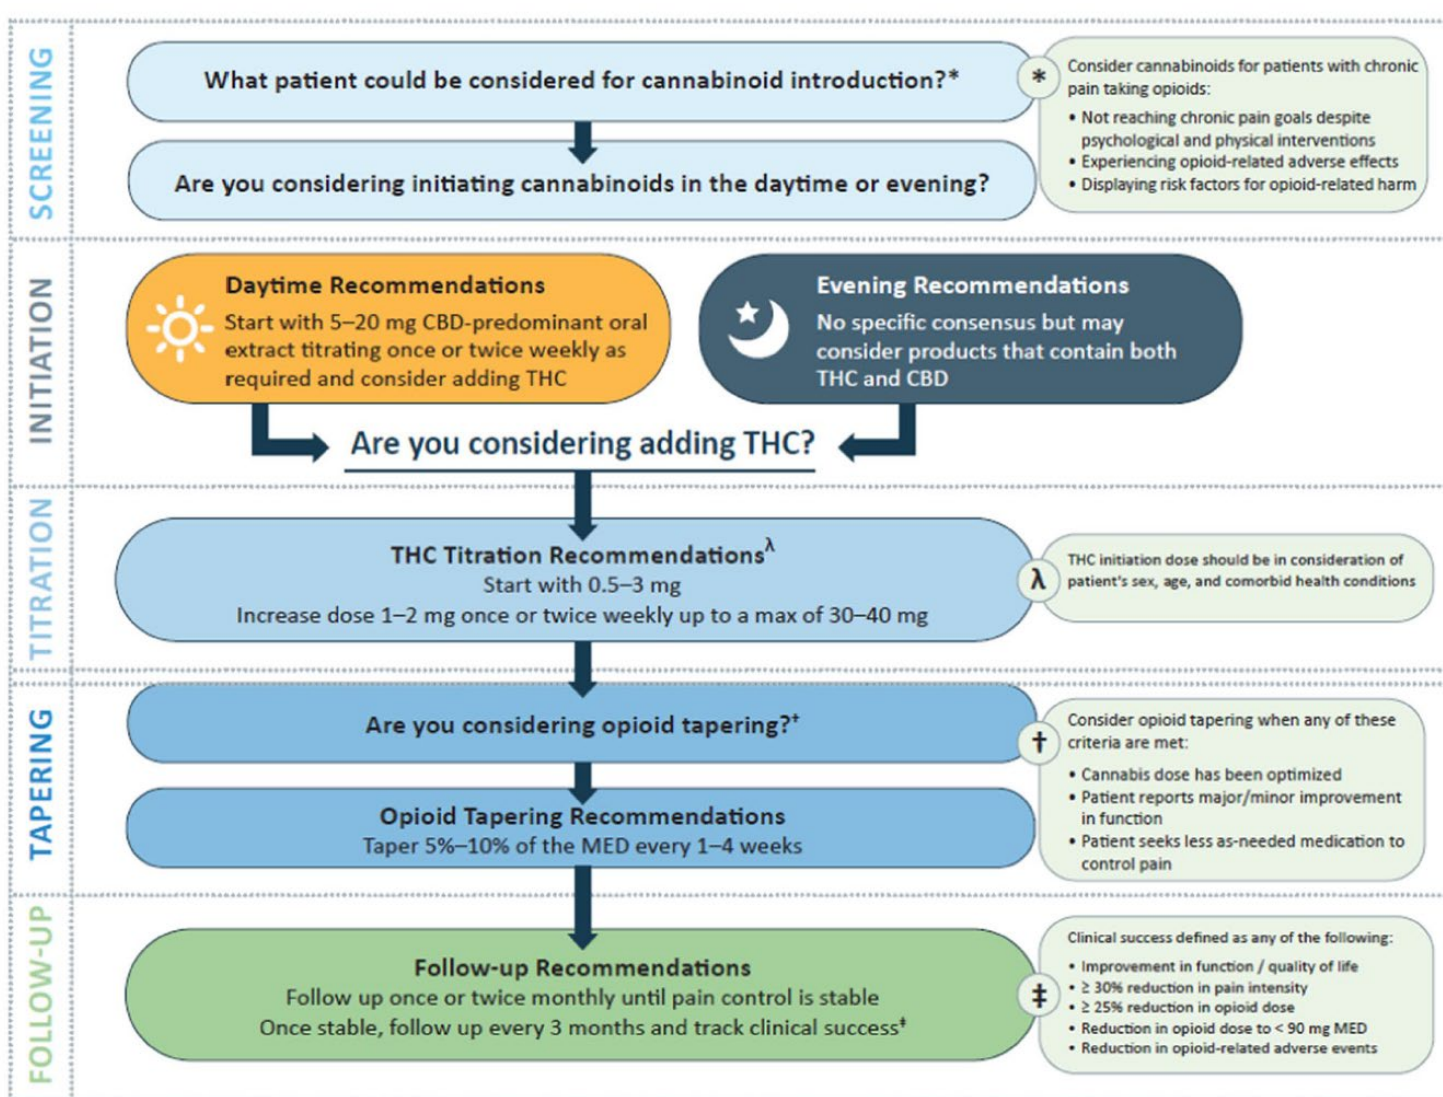 SCREENING
What patient could be considered for cannabinoid introduction?*
Are you considering initiating cannabinoids in the daytime or evening?
*
Consider cannabinoids for patients with chronic
pain taking opioids:
• Not reaching chronic pain goals despite
psychological and physical interventions
• Experiencing opioid-related adverse effects
• Displaying risk factors for opioid-related harm
INITIATION
Daytime Recommendations
Start with 5–20 mg CBD-predominant oral
extract titrating once or twice weekly as
required and consider adding THC
Evening Recommendations
No specific consensus but may
consider products that contain both
THC and CBD
Are you considering adding THC?
TITRATION
THC Titration Recommendationsλ
Start with 0.5–3 mg
Increase dose 1–2 mg once or twice weekly up to a max of 30–40 mg
λ
THC initiation dose should be in consideration of
patient's sex, age, and comorbid health conditions
TAPERING
Are you considering opioid tapering?†
Opioid Tapering Recommendations
Taper 5%–10% of the MED every 1–4 weeks
†
Consider opioid tapering when any of these
criteria are met:
• Cannabis dose has been optimized
• Patient reports major/minor improvement
in function
• Patient seeks less as-needed medication to
control pain
FOLLOW-UP
Follow-up Recommendations
Follow up once or twice monthly until pain control is stable
Once stable, follow up every 3 months and track clinical success‡
‡
Clinical success defined as any of the following:
• Improvement in function / quality of life
• ≥ 30% reduction in pain intensity
• ≥ 25% reduction in opioid dose
• Reduction in opioid dose to < 90 mg MED
• Reduction in opioid-related adverse events